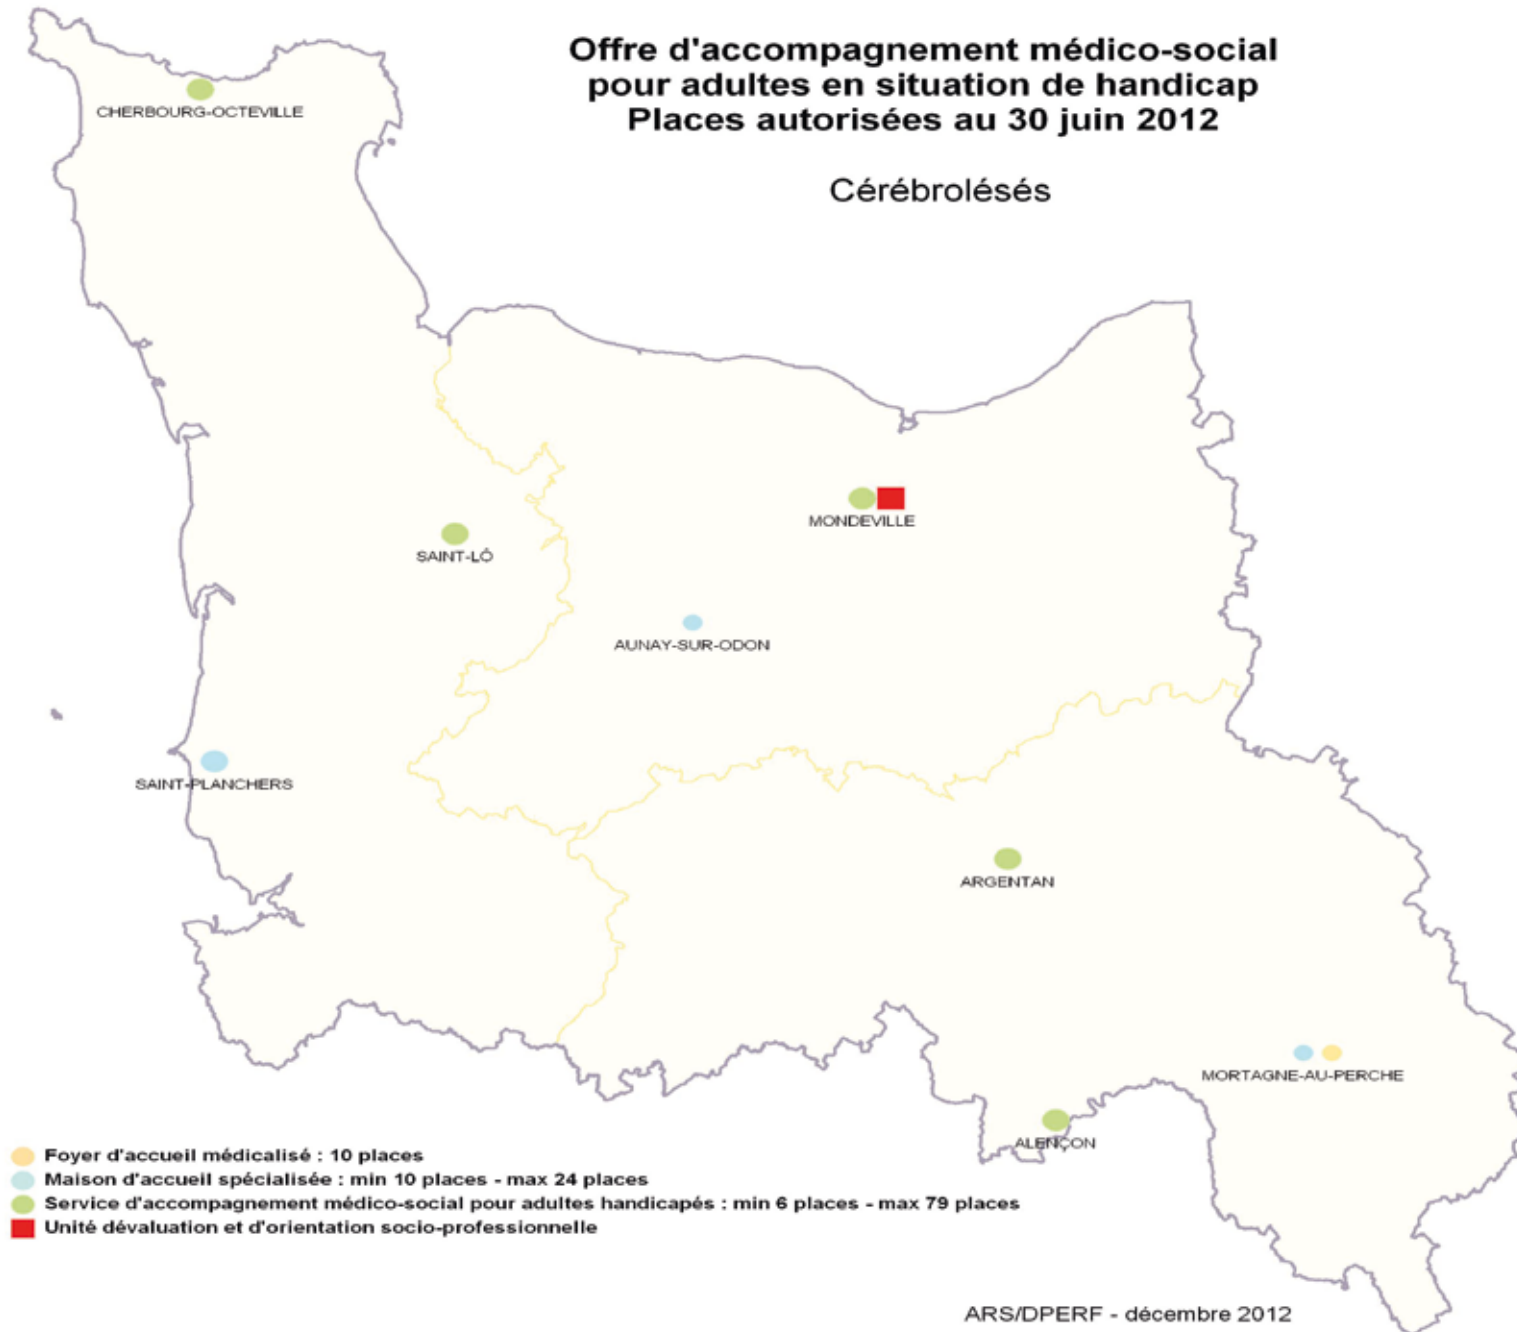 Offre d'accompagnement médico-social
pour adultes en situation de handicap
Places autorisées au 30 juin 2012
Cérébrolésés
CHERBOURG-OCTEVILLE
MONDEVILLE
SAINT-LÔ
AUNAY-SUR-ODON
SAINT-PLANCHERS
ARGENTAN
MORTAGNE-AU-PERCHE
ALENÇON
Foyer d'accueil médicalisé : 10 places
Maison d'accueil spécialisée : min 10 places - max 24 places
Service d'accompagnement médico-social pour adultes handicapés : min 6 places - max 79 places
Unité dévaluation et d'orientation socio-professionnelle
ARS/DPERF - décembre 2012